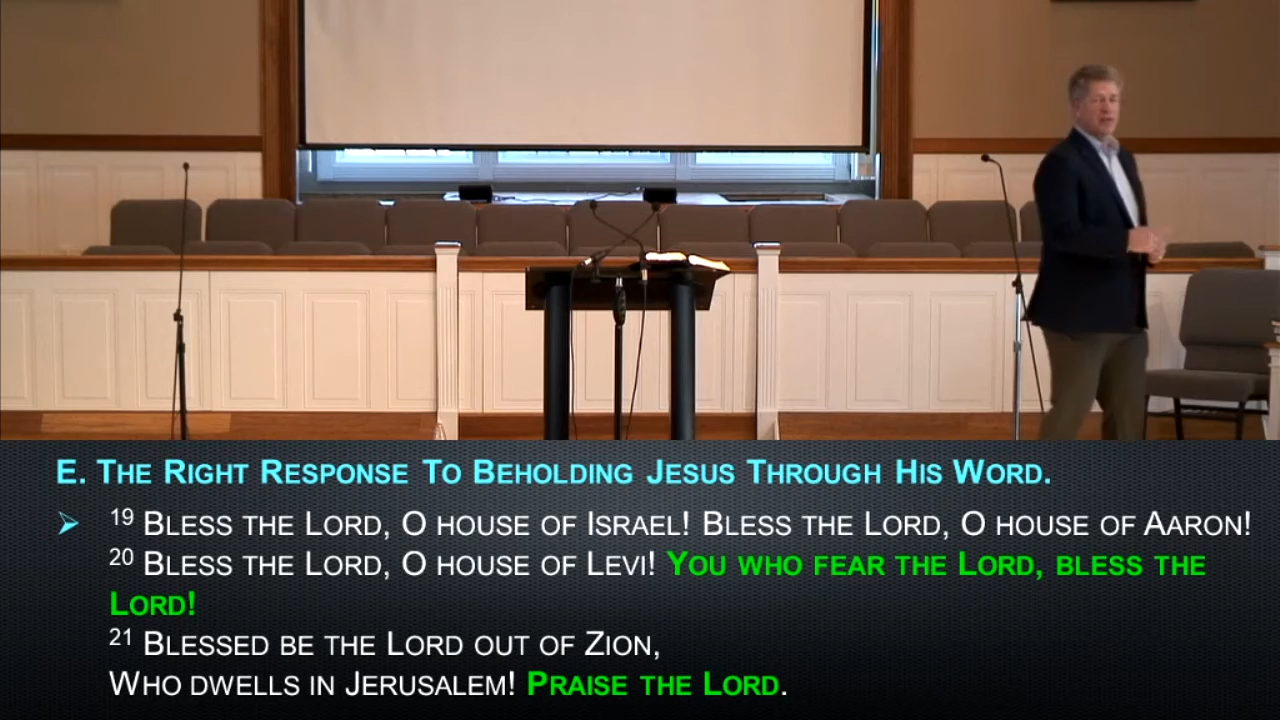 E. The Right Response To Beholding Jesus Through His Word.
➢ 19 Bless the Lord, O house of Israel! Bless the Lord, O house of Aaron!
20 Bless the Lord, O house of Levi! You who fear the Lord, bless the
Lord!
21 Blessed be the Lord out of Zion,
Who dwells in Jerusalem! Praise the Lord.